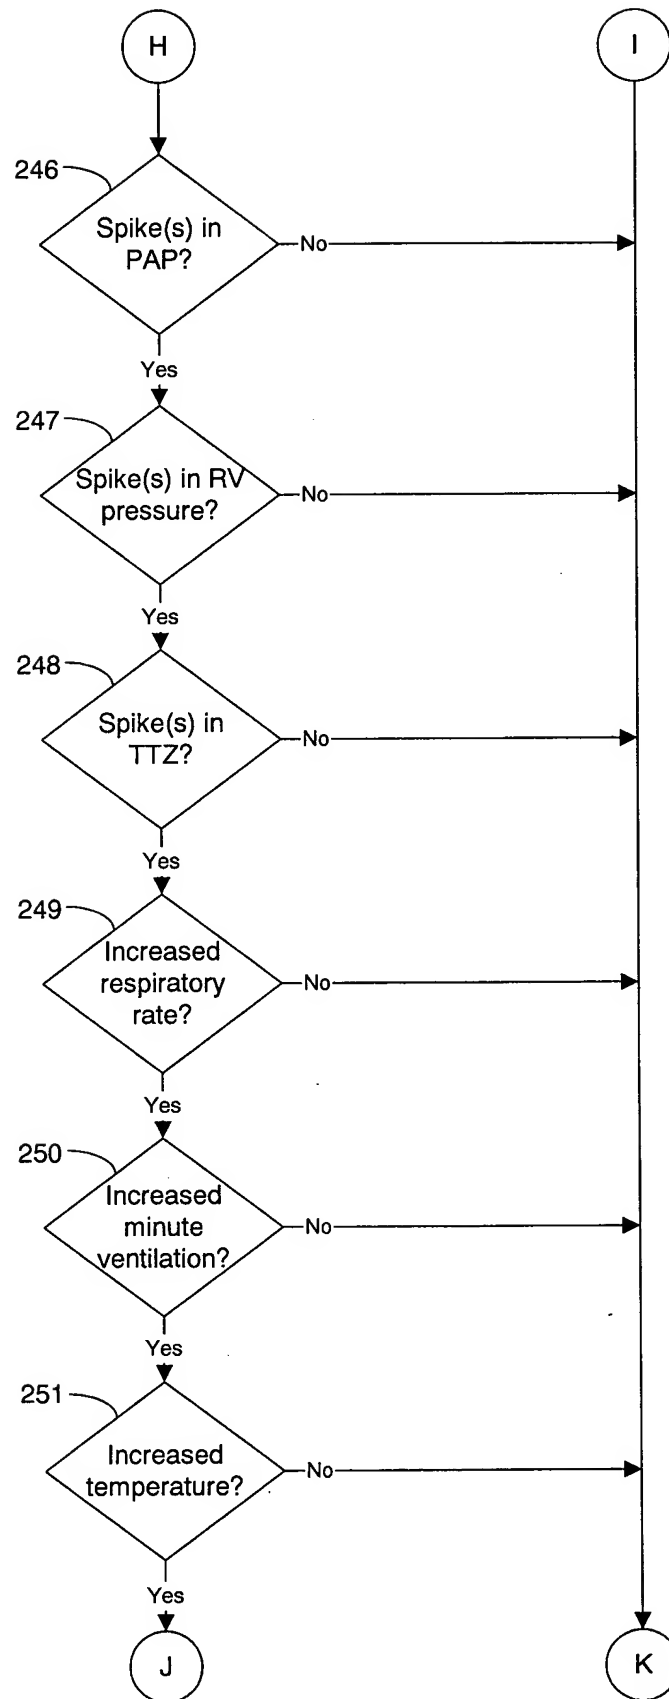 H
I
246
Spike(s) in
PAP?
No
Yes
247
Spike(s) in RV
pressure?
No
Yes
248
Spike(s) in
TTZ?
No
Yes
249
Increased
respiratory
rate?
No
Yes
250
Increased
minute
ventilation?
No
Yes
251
Increased
temperature?
No
Yes
J
K